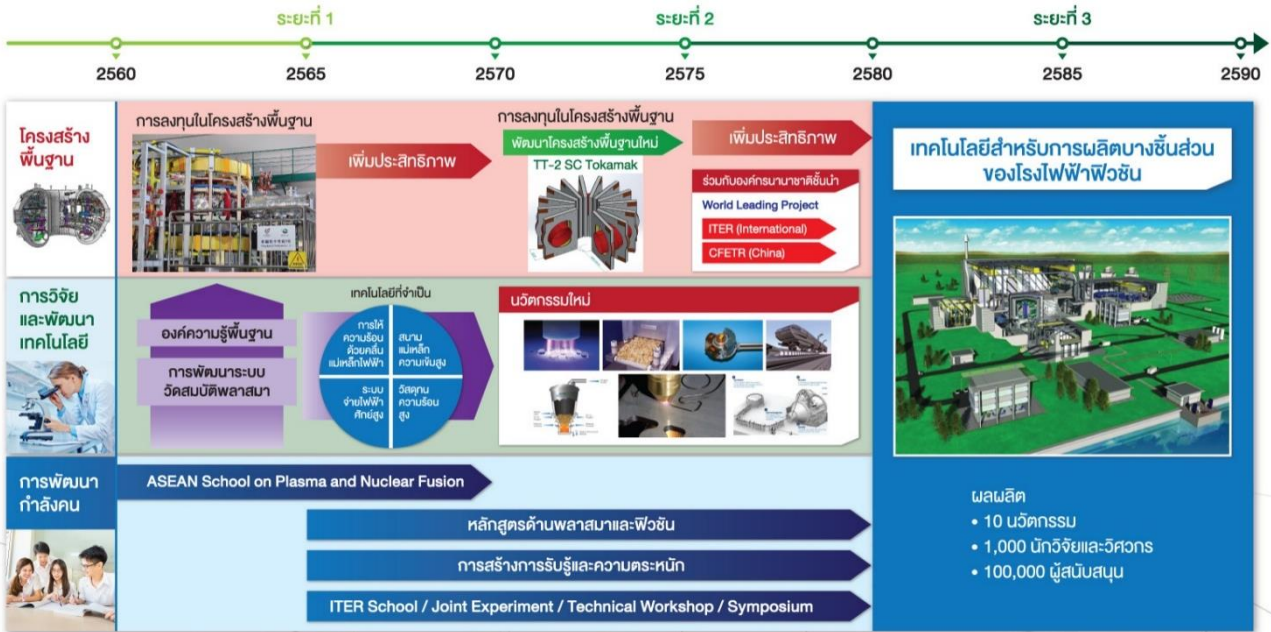 ระยะที่ 1
ระยะที่ 2
ระยะที่ 3
2560
2565
2570
2575
2580
2585
2590
โครงสร้าง
พื้นฐาน
การลงทุนในโครงสร้างพื้นฐาน
เพิ่มประสิทธิภาพ
การลงทุนในโครงสร้างพื้นฐาน
พัฒนาโครงสร้างพื้นฐานใหม่
TT-2 SC Tokamak
เพิ่มประสิทธิภาพ
ร่วมกับองค์กรนานาชาติชั้นนำ
World Leading Project
ITER (International)
CFETR (China)
เทคโนโลยีสำหรับการผลิตบางชิ้นส่วน
ของโรงไฟฟ้าฟิวชัน
การวิจัย
และพัฒนา
เทคโนโลยี
องค์ความรู้พื้นฐาน
การพัฒนาระบบ
วัดสมบัติพลาสมา
เทคโนโลยีที่จำเป็น
การให้
ความร้อน
ด้วยคลื่น
แม่เหล็กไฟฟ้า
สนาม
แม่เหล็ก
ความเข้มสูง
ระบบ
จ่ายไฟฟ้า
ศักย์สูง
วัสดุทน
ความร้อน
สูง
นวัตกรรมใหม่
การพัฒนา
กำลังคน
ASEAN School on Plasma and Nuclear Fusion
หลักสูตรด้านพลาสมาและฟิวชัน
การสร้างการรับรู้และความตระหนัก
ITER School / Joint Experiment / Technical Workshop / Symposium
ผลผลิต
• 10 นวัตกรรม
• 1,000 นักวิจัยและวิศวกร
• 100,000 ผู้สนับสนุน